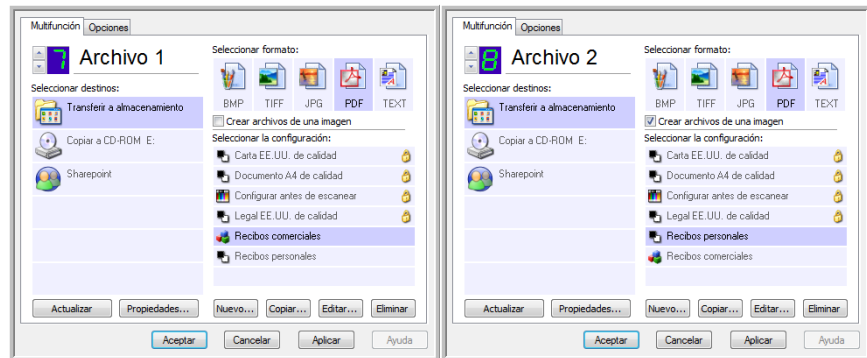 Multifunción Opciones
7 Archivo 1
Seleccionar destinos:
Transferir a almacenamiento
Copiar a CD-ROM E:
Sharepoint
Seleccionar formato:
BMP TIFF JPG PDF TEXT
Crear archivos de una imagen
Seleccionar la configuración:
Carta EE.UU. de calidad
Documento A4 de calidad
Configurar antes de escanear
Legal EE.UU. de calidad
Recibos comerciales
Recibos personales
Actualizar Propiedades... Nuevo... Copiar... Editar... Eliminar
Aceptar Cancelar Aplicar Ayuda
Multifunción Opciones
8 Archivo 2
Seleccionar destinos:
Transferir a almacenamiento
Copiar a CD-ROM E:
Sharepoint
Seleccionar formato:
BMP TIFF JPG PDF TEXT
Crear archivos de una imagen
Seleccionar la configuración:
Carta EE.UU. de calidad
Documento A4 de calidad
Configurar antes de escanear
Legal EE.UU. de calidad
Recibos personales
Recibos comerciales
Actualizar Propiedades... Nuevo... Copiar... Editar... Eliminar
Aceptar Cancelar Aplicar Ayuda